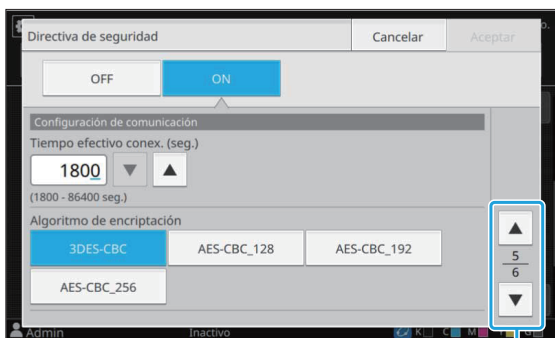 Directiva de seguridad
Cancelar
Aceptar
OFF
ON
Configuración de comunicación
Tiempo efectivo conex. (seg.)
1800
(1800 - 86400 seg.)
Algoritmo de encriptación
3DES-CBC
AES-CBC_128
AES-CBC_192
AES-CBC_256
5
6
Admin
Inactivo
K
C
M